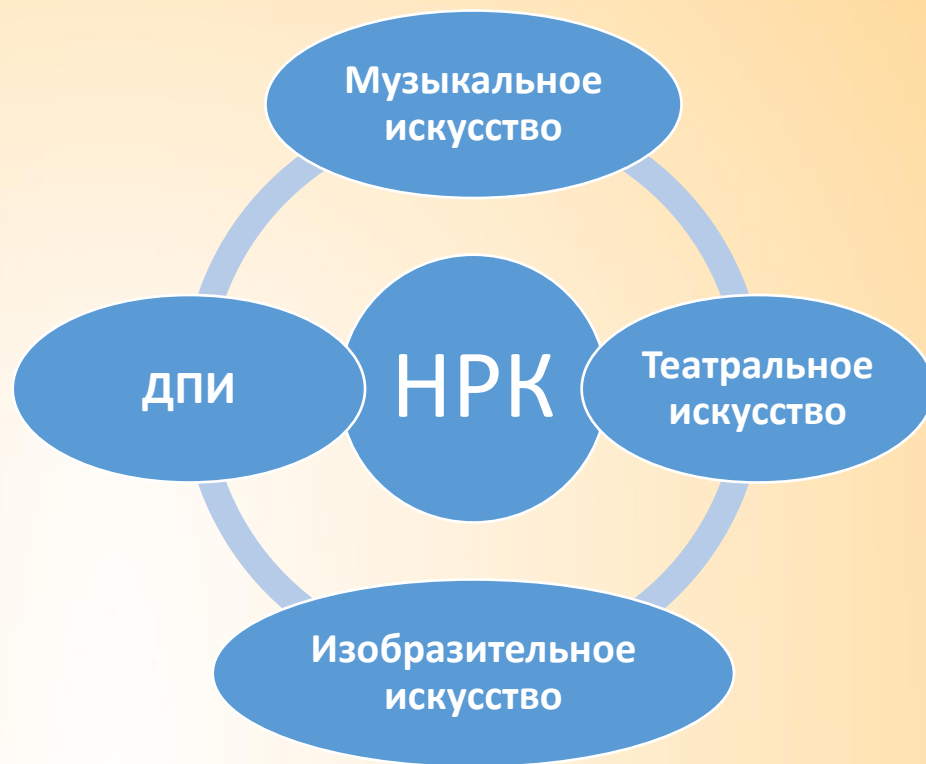 Музыкальное
искусство
ДПИ
НРК
Театральное
искусство
Изобразительное
искусство